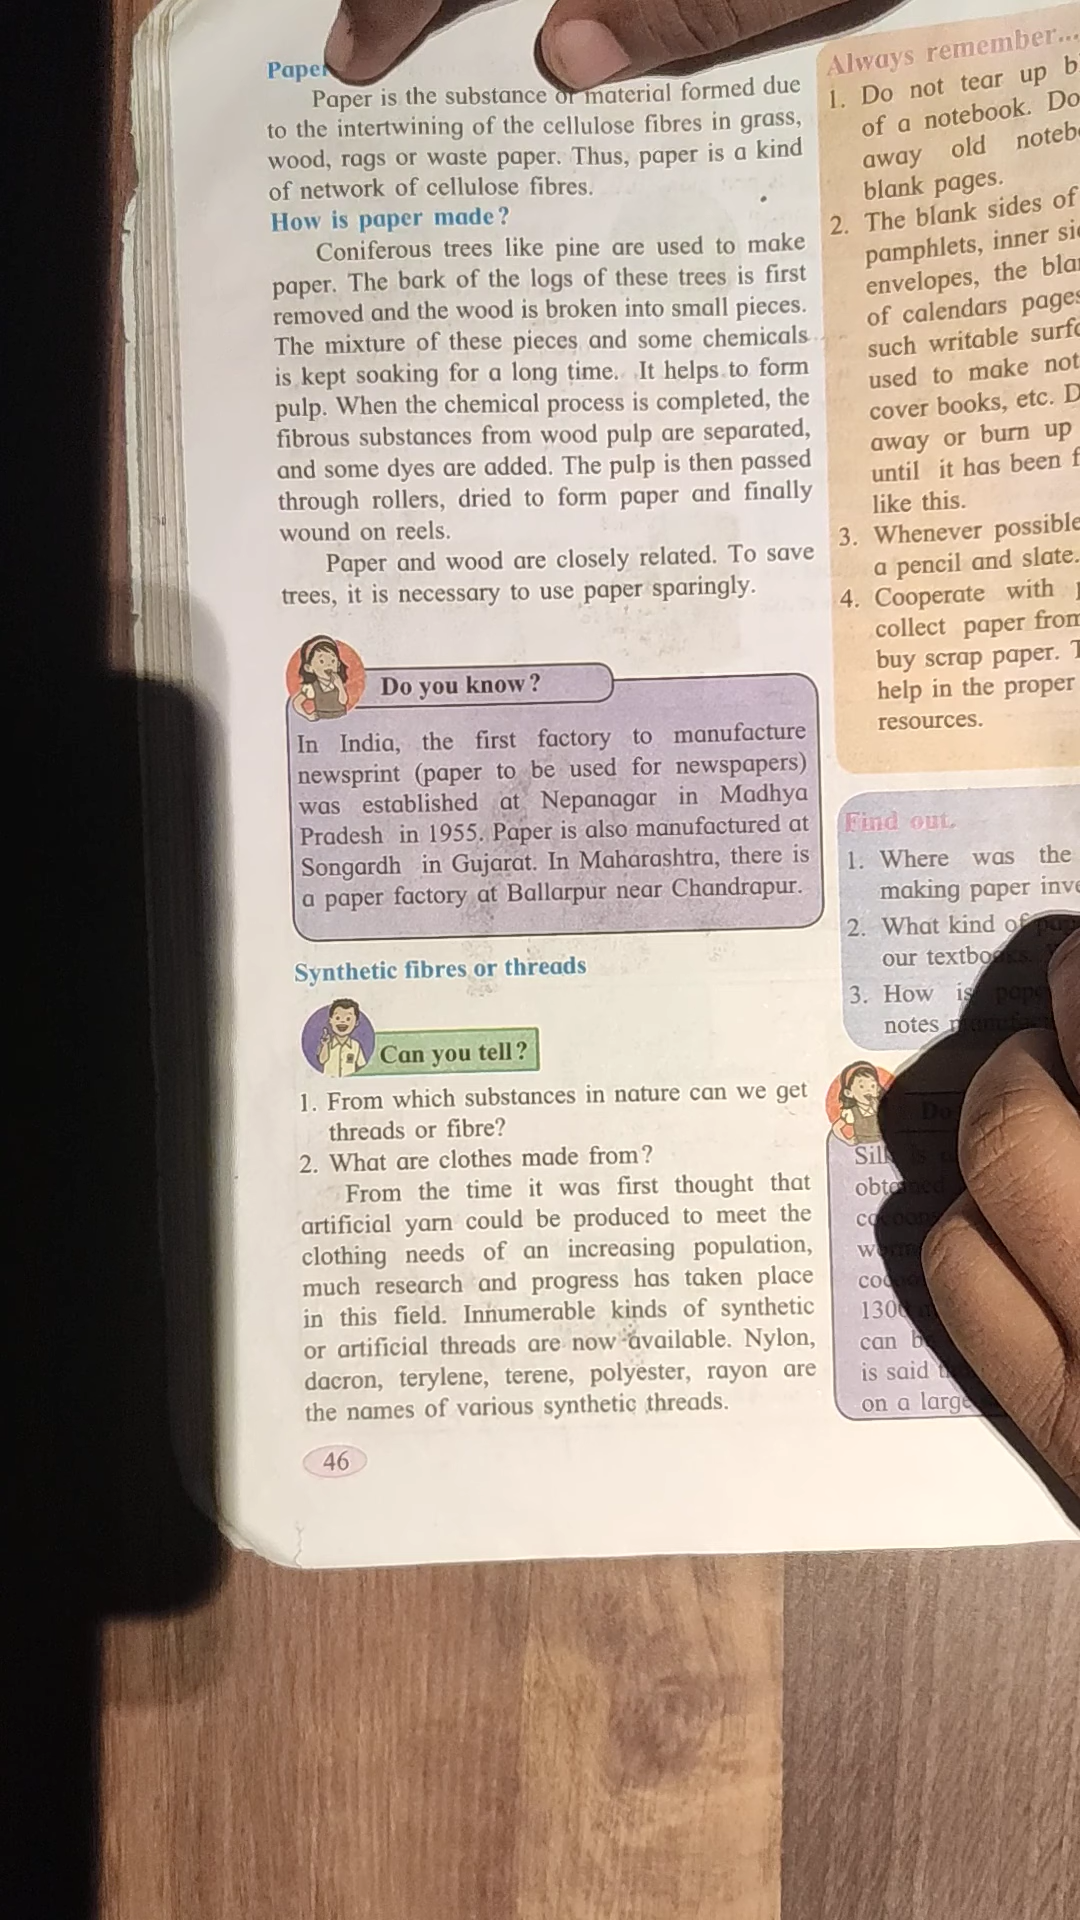 Paper
Paper is the substance or material formed due
to the intertwining of the cellulose fibres in grass,
wood, rags or waste paper. Thus, paper is a kind
of network of cellulose fibres.
How is paper made?
Coniferous trees like pine are used to make
paper. The bark of the logs of these trees is first
removed and the wood is broken into small pieces.
The mixture of these pieces and some chemicals
is kept soaking for a long time. It helps to form
pulp. When the chemical process is completed, the
fibrous substances from wood pulp are separated,
and some dyes are added. The pulp is then passed
through rollers, dried to form paper and finally
wound on reels.
Paper and wood are closely related. To save
trees, it is necessary to use paper sparingly.
Do you know?
In India, the first factory to manufacture
newsprint (paper to be used for newspapers)
was established at Nepanagar in Madhya
Pradesh in 1955. Paper is also manufactured at
Songardh in Gujarat. In Maharashtra, there is
a paper factory at Ballarpur near Chandrapur.
Synthetic fibres or threads
Can you tell?
1. From which substances in nature can we get
threads or fibre?
2. What are clothes made from?
From the time it was first thought that
artificial yarn could be produced to meet the
clothing needs of an increasing population,
much research and progress has taken place
in this field. Innumerable kinds of synthetic
or artificial threads are now available. Nylon,
dacron, terylene, terene, polyester, rayon are
the names of various synthetic threads.
46
Always remember...
1. Do not tear up
of a notebook. Do
away old
blank pages.
2. The blank sides of
pamphlets, inner
envelopes, the
of calendars pages
such writable
used to make
cover books, etc.
away or burn up
until it has been
like this.
3. Whenever possible
a pencil and slate.
4. Cooperate with
collect paper from
buy scrap paper.
help in the proper
resources.
Find out.
1. Where was the
making paper
2. What kind of
our
3. How is
notes
Do
Silk is
obtained
cocoons
can
is said
on a large